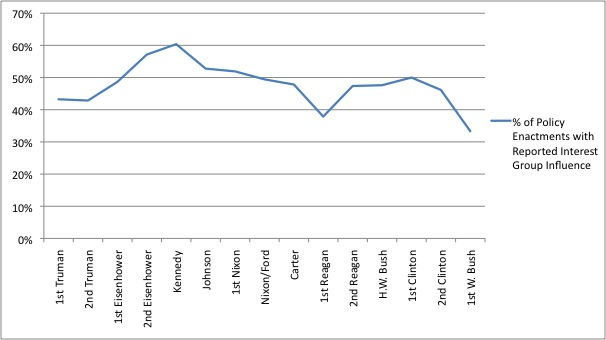 70%
60%
50%
40%
30%
20%
10%
0%
1st Truman
2nd Truman
1st Eisenhower
2nd Eisenhower
Kennedy
Johnson
1st Nixon
Nixon/Ford
Carter
1st Reagan
2nd Reagan
H.W. Bush
1st Clinton
2nd Clinton
1st W. Bush
% of Policy
Enactments with
Reported Interest
Group Influence